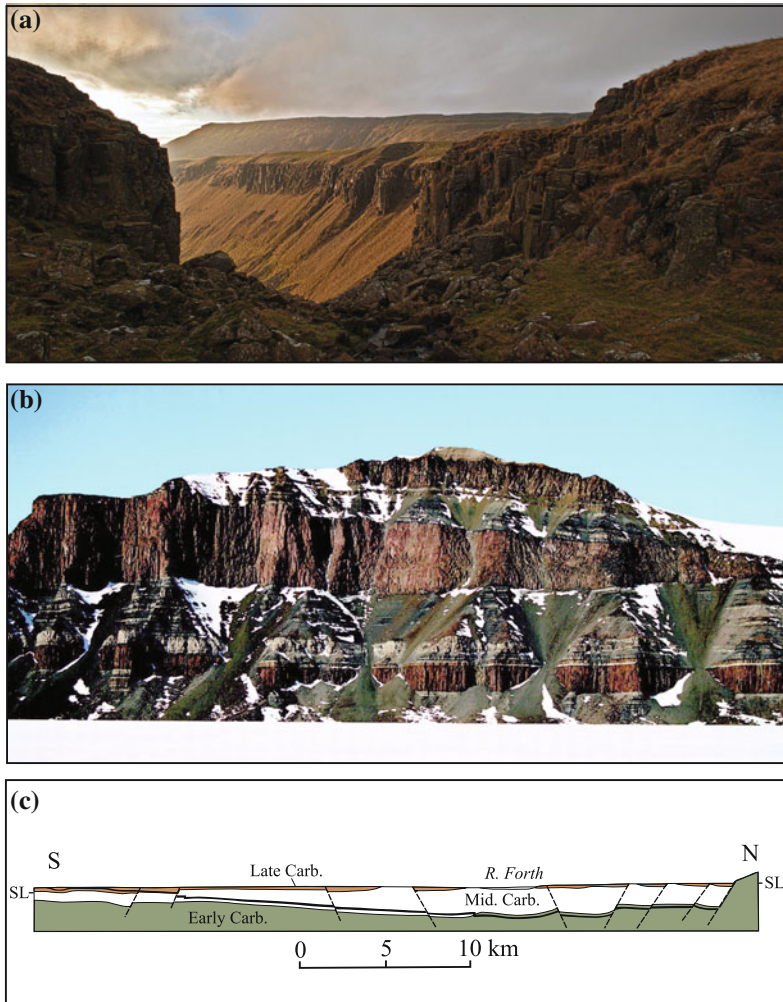 (a)
(b)
(c)
S
N
Late Carb.
R. Forth
SL
SL
Mid. Carb.
Early Carb.
0 5 10 km